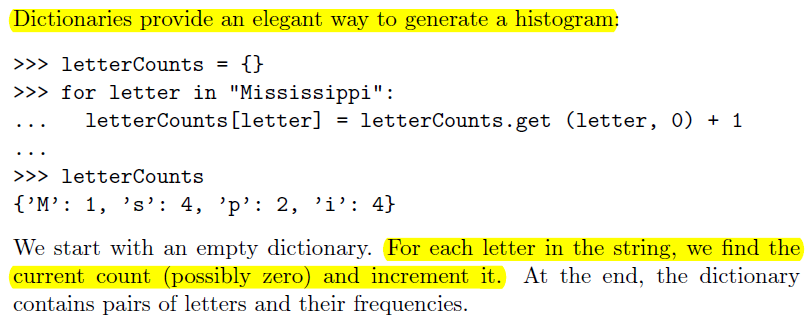 Dictionaries provide an elegant way to generate a histogram:
>>> letterCounts = {}
>>> for letter in "Mississippi":
...   letterCounts[letter] = letterCounts.get (letter, 0) + 1
...
>>> letterCounts
{’M’: 1, ’s’: 4, ’p’: 2, ’i’: 4}
We start with an empty dictionary. For each letter in the string, we find the
current count (possibly zero) and increment it. At the end, the dictionary
contains pairs of letters and their frequencies.